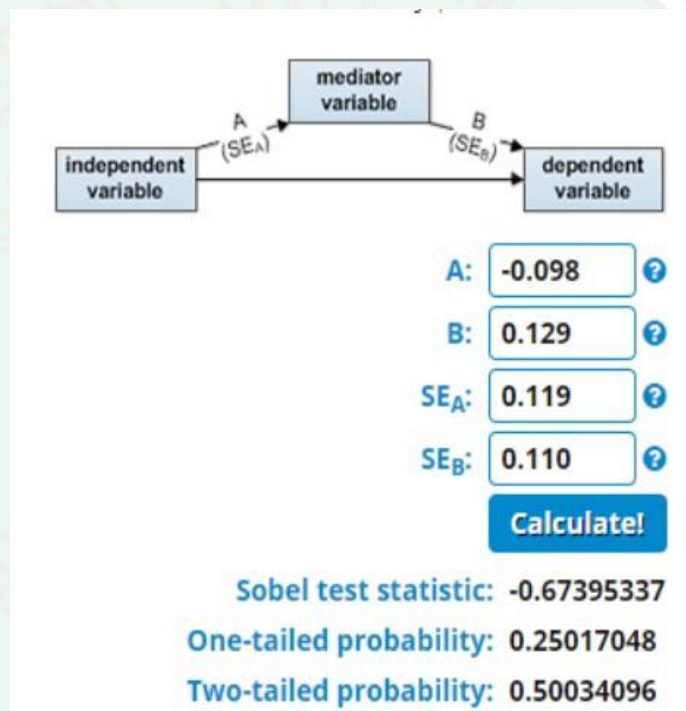 mediator
variable
A
(SEA)
B
(SEB)
independent
variable
dependent
variable
A: -0.098 ?
B: 0.129 ?
SEA: 0.119 ?
SEB: 0.110 ?
Calculate!
Sobel test statistic: -0.67395337
One-tailed probability: 0.25017048
Two-tailed probability: 0.50034096